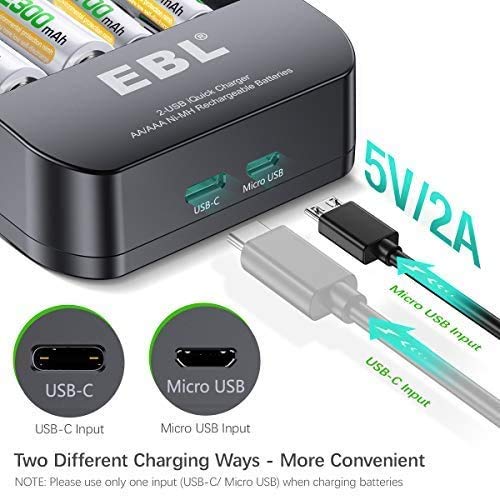 2300mAh
EBL®
2-USB iQuick Charger
AA/AAA Ni-MH Rechargeable Batteries
USB-C
Micro USB
5V/2A
Micro USB Input
USB-C Input
USB-C
Micro USB
USB-C Input
Micro USB Input
Two Different Charging Ways - More Convenient
NOTE: Please use only one input (USB-C/ Micro USB) when charging batteries